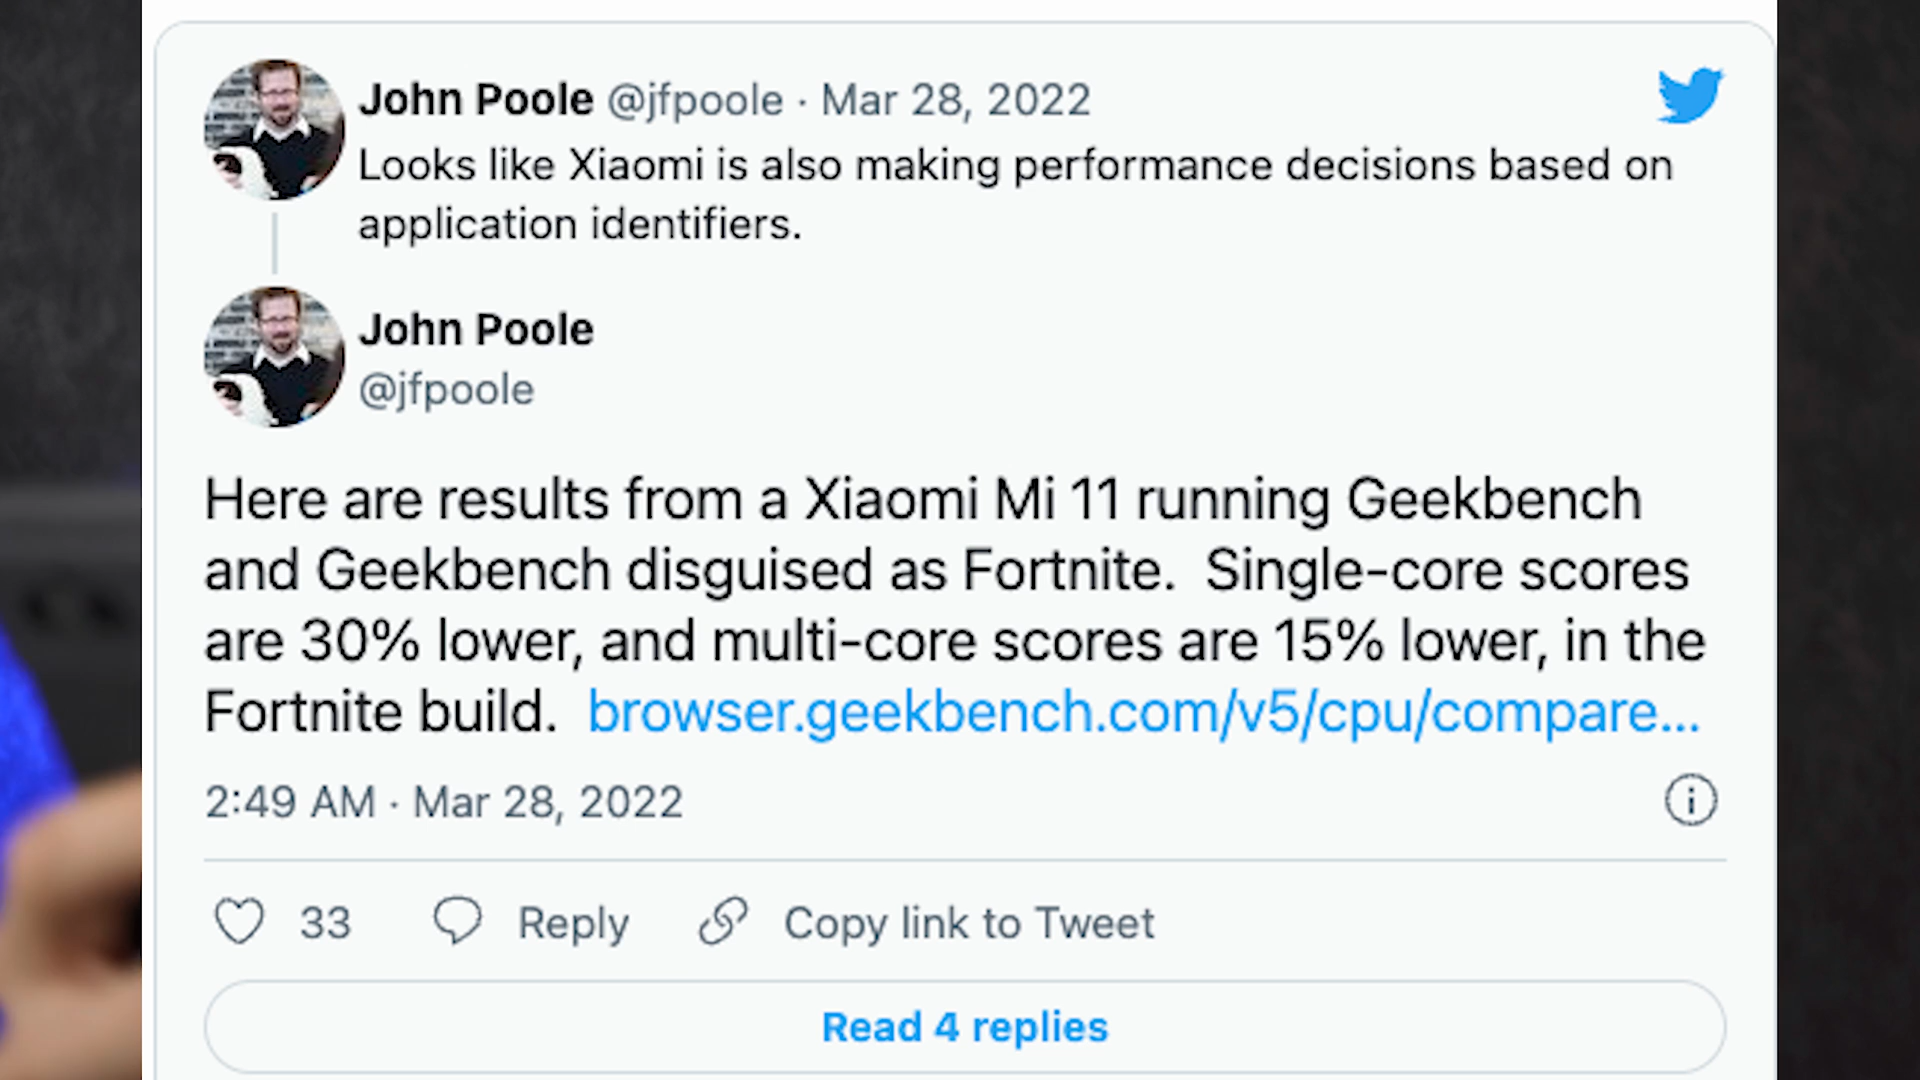 John Poole @jfpoole · Mar 28, 2022
Looks like Xiaomi is also making performance decisions based on
application identifiers.
John Poole
@jfpoole
Here are results from a Xiaomi Mi 11 running Geekbench
and Geekbench disguised as Fortnite.  Single-core scores
are 30% lower, and multi-core scores are 15% lower, in the
Fortnite build.  browser.geekbench.com/v5/cpu/compare...
2:49 AM · Mar 28, 2022
33 Reply Copy link to Tweet
Read 4 replies